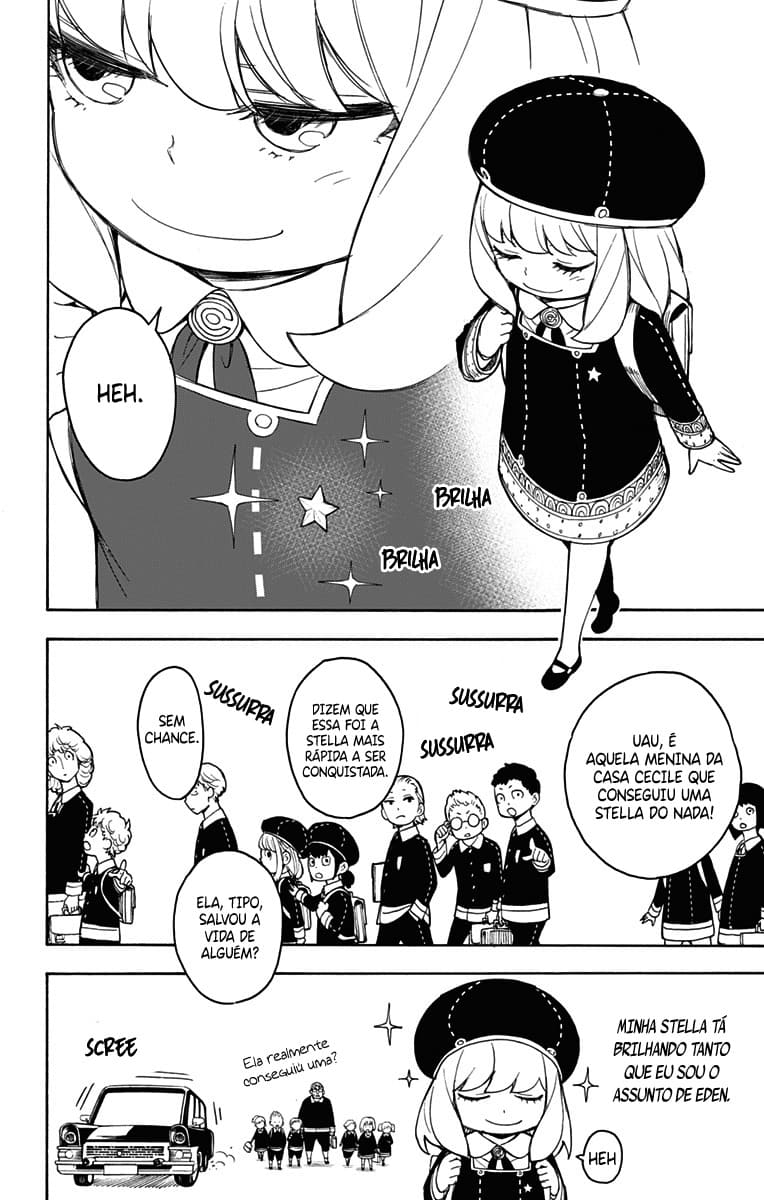 HEH.
BRILHA
BRILHA
UAU, É
AQUELA MENINA DA
CASA CECILE QUE
CONSEGUIU UMA
STELLA DO NADA!
SUSSURRA
SUSSURRA
DIZEM QUE
ESSA FOI A
STELLA MAIS
RÁPIDA A SER
CONQUISTADA.
SUSSURRA
SEM
CHANCE.
ELA, TIPO,
SALVOU A
VIDA DE
ALGUÉM?
SCREE
Ela realmente
conseguiú uma?
MINHA STELLA TÁ
BRILHANDO TANTO
QUE EU SOU O
ASSUNTO DE EDEN.
HEH